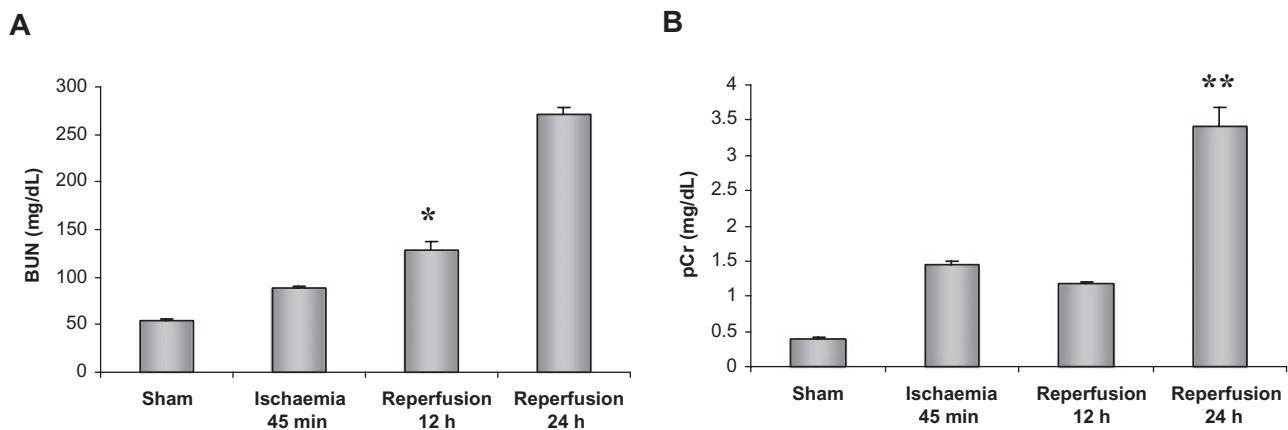 A
BUN (mg/dL)
300
250
200
150
100
50
0
*
Sham
Ischaemia
45 min
Reperfusion
12 h
Reperfusion
24 h
B
pCr (mg/dL)
4
3.5
3
2.5
2
1.5
1
0.5
0
**
Sham
Ischaemia
45 min
Reperfusion
12 h
Reperfusion
24 h